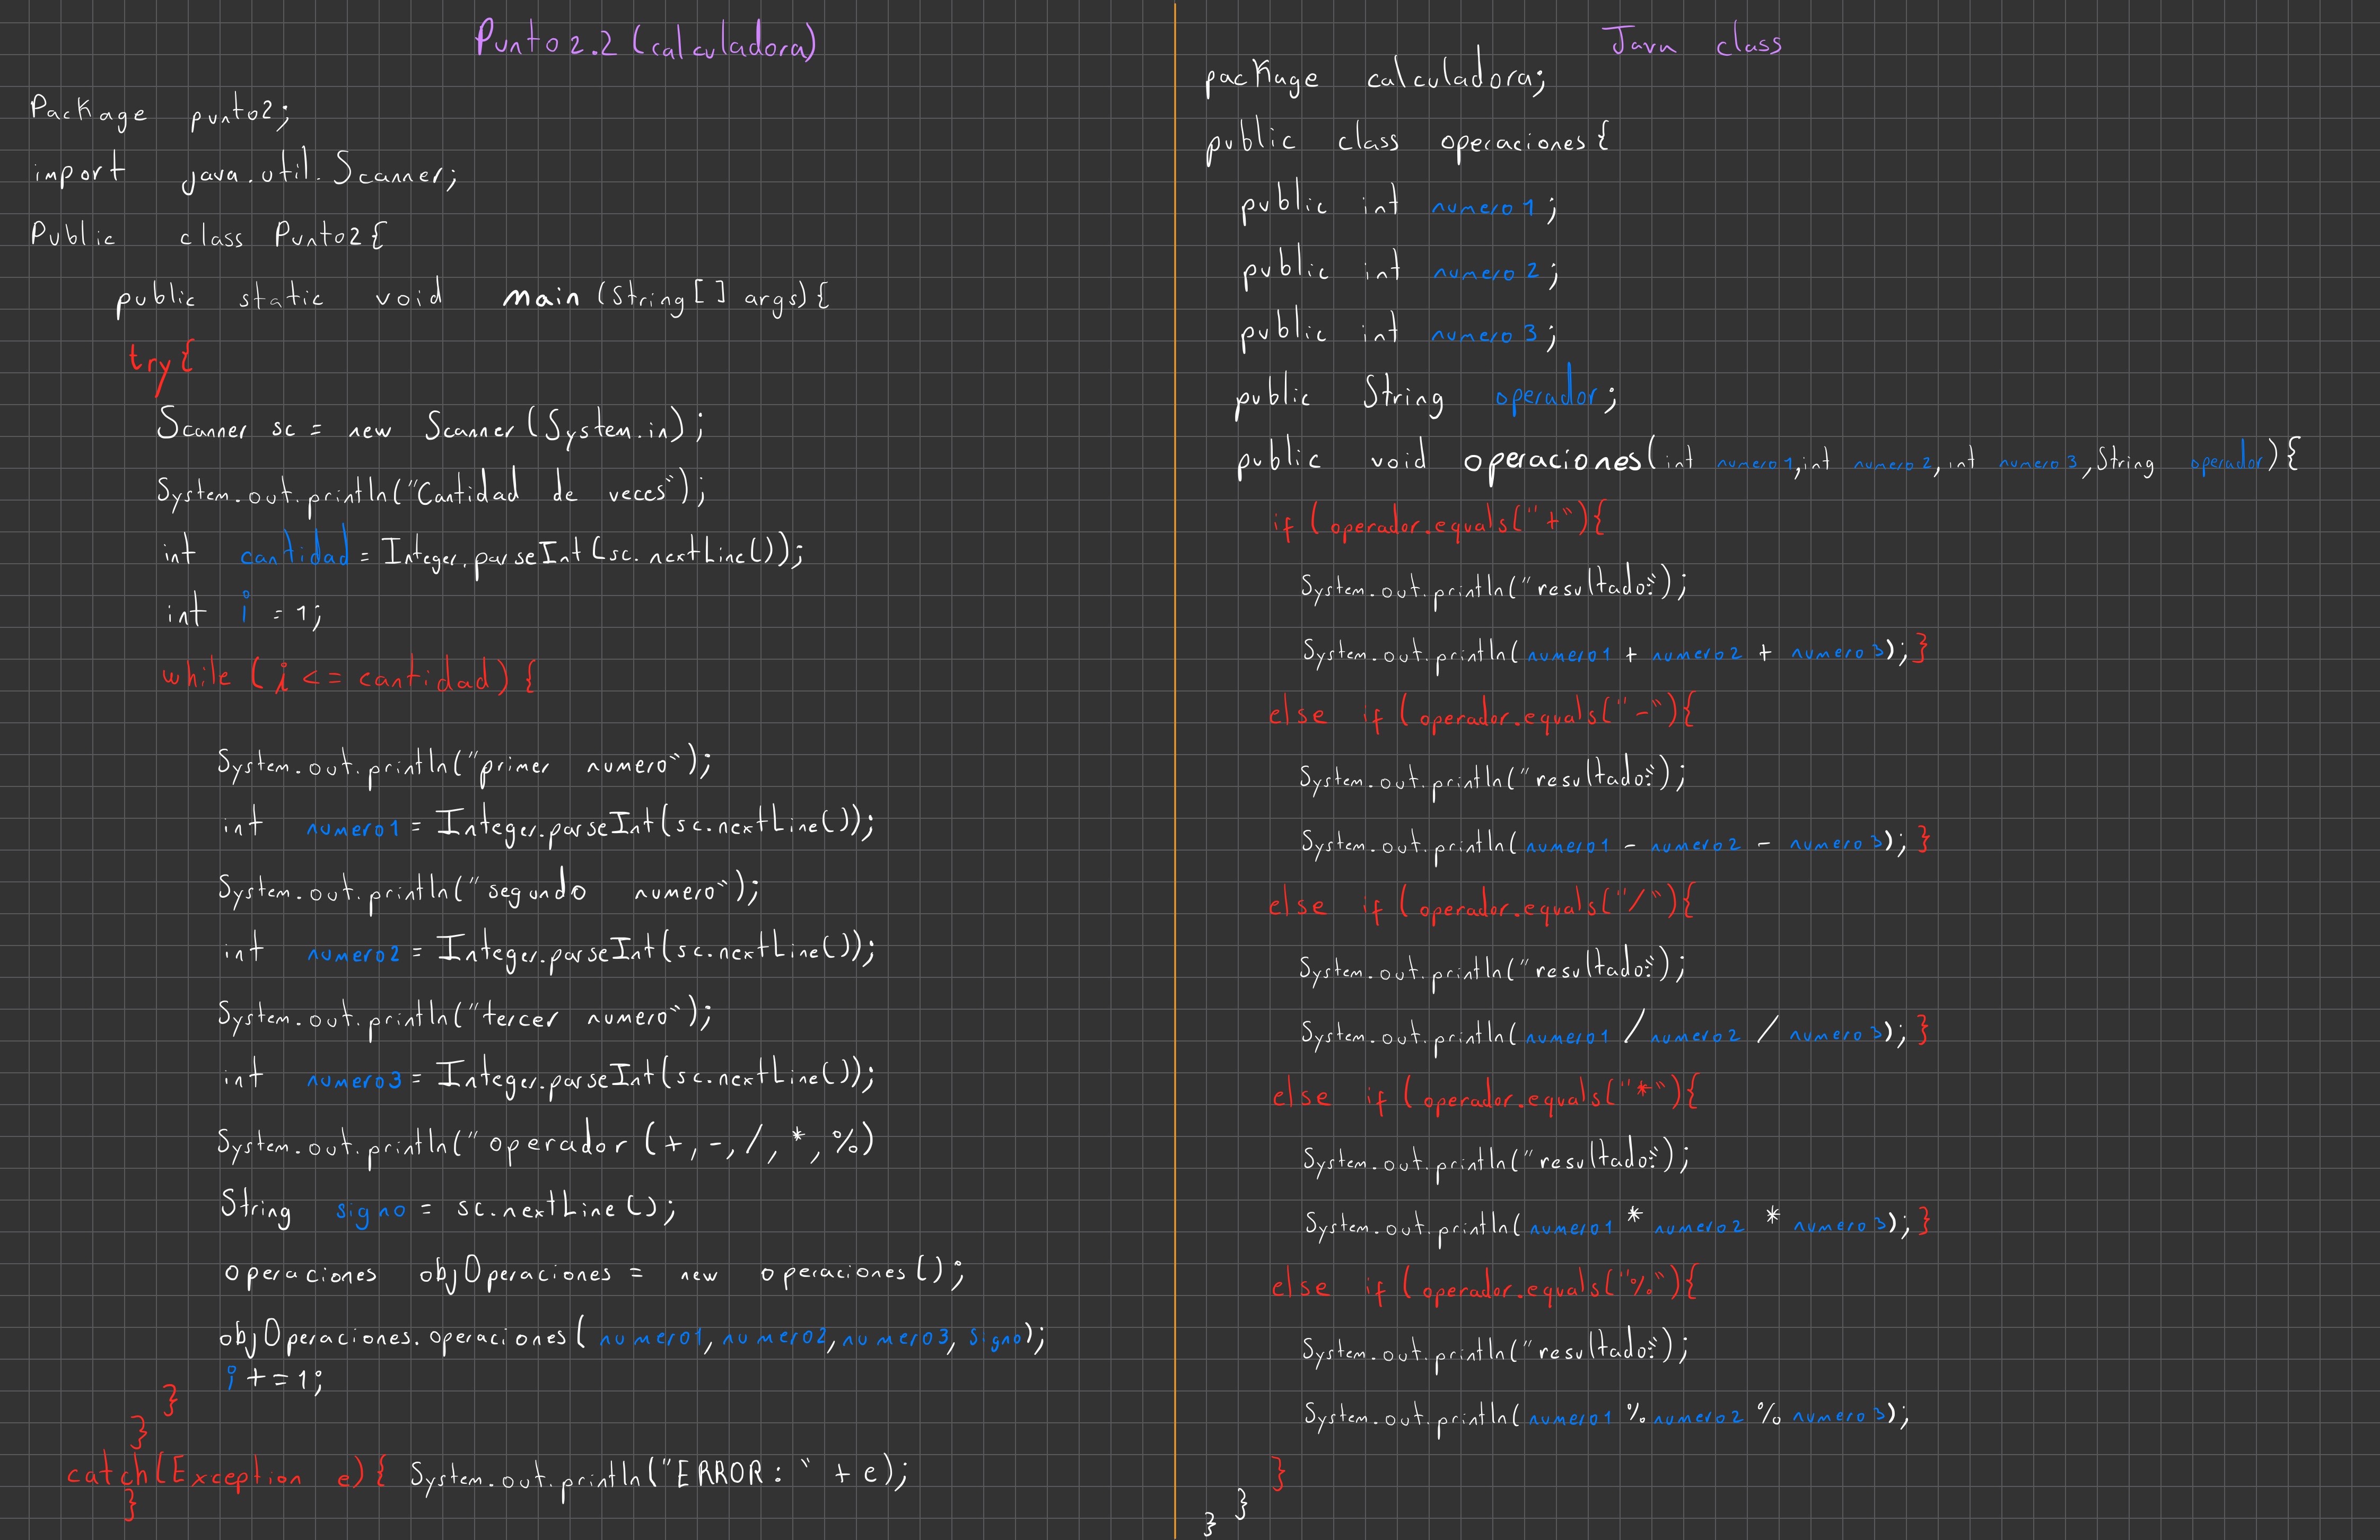 Punto2.2 (calculadora)
Package punto2;
import java.util.Scanner;
Public class Punto2{
public static void main (String[] args){
try{
Scanner sc = new Scanner(System.in);
System.out.println("Cantidad de veces");
int cantidad = Integer.parseInt(sc.nextLine());
int i = 1;
while (i <= cantidad) {
System.out.println("primer numero");
int numero1 = Integer.parseInt(sc.nextLine());
System.out.println("segundo numero");
int numero2 = Integer.parseInt(sc.nextLine());
System.out.println("tercer numero");
int numero3 = Integer.parseInt(sc.nextLine());
System.out.println("operador (+,-,/,*,%)
String signo = sc.nextLine();
operaciones objOperaciones = new operaciones();
objOperaciones.operaciones(numero1,numero2,numero3,signo);
i += 1;
}
}
catch(Exception e){ System.out.println("ERROR: " + e);
}
Java class
package calculadora;
public class operaciones{
public int numero1;
public int numero2;
public int numero3;
public String operador;
public void operaciones(int numero1,int numero2,int numero3,String operador){
if (operador.equals("+"){
System.out.println("resultado:");
System.out.println(numero1 + numero2 + numero3);}
else if (operador.equals("-"){
System.out.println("resultado:");
System.out.println(numero1 - numero2 - numero3);}
else if (operador.equals("/"){
System.out.println("resultado:");
System.out.println(numero1 / numero2 / numero3);}
else if (operador.equals("*"){
System.out.println("resultado:");
System.out.println(numero1 * numero2 * numero3);}
else if (operador.equals("%"){
System.out.println("resultado:");
System.out.println(numero1 % numero2 % numero3);
}
}
}